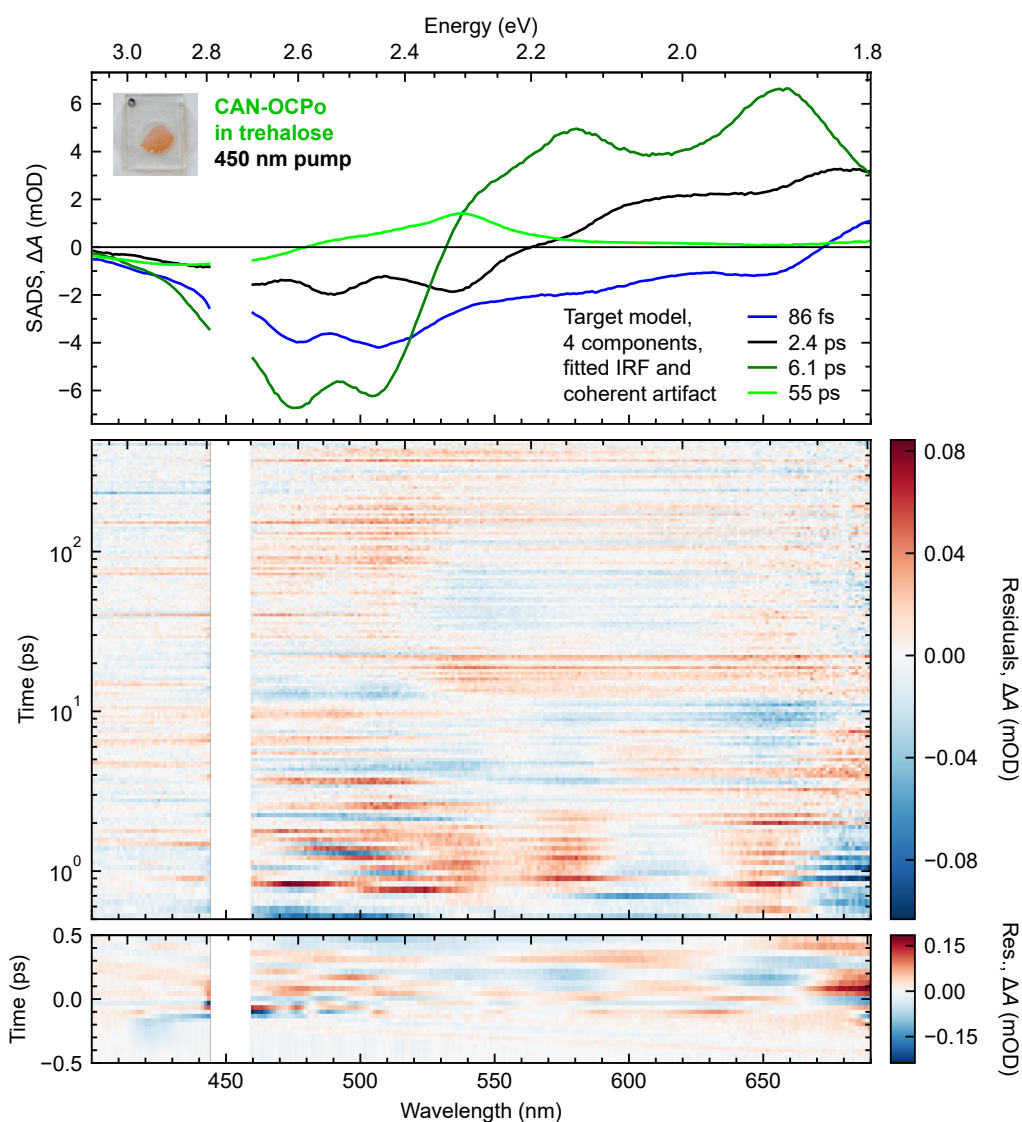 Energy (eV)
3.0 2.8 2.6 2.4 2.2 2.0 1.8
SADS, ΔA (mOD)
6
4
2
0
−2
−4
−6
CAN-OCPo
in trehalose
450 nm pump
Target model,
4 components,
fitted IRF and
coherent artifact
86 fs
2.4 ps
6.1 ps
55 ps
Time (ps)
10²
10¹
10⁰
0.08
0.04
0.00
−0.04
−0.08
Residuals, ΔA (mOD)
Time (ps)
0.5
0.0
−0.5
0.15
0.00
−0.15
Res., ΔA (mOD)
450 500 550 600 650
Wavelength (nm)